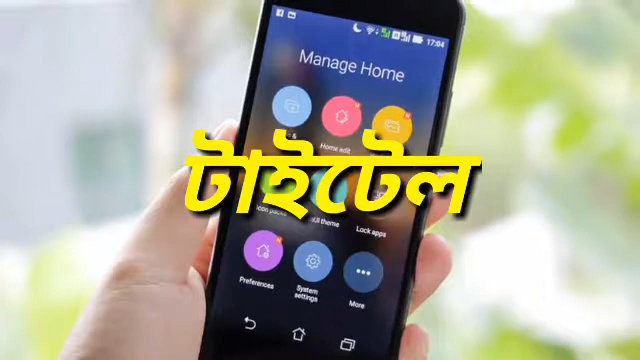 17:04
Manage Home
&
Home edit
টাইটেল
Icon packs
Lock apps
Preferences
System
settings
More